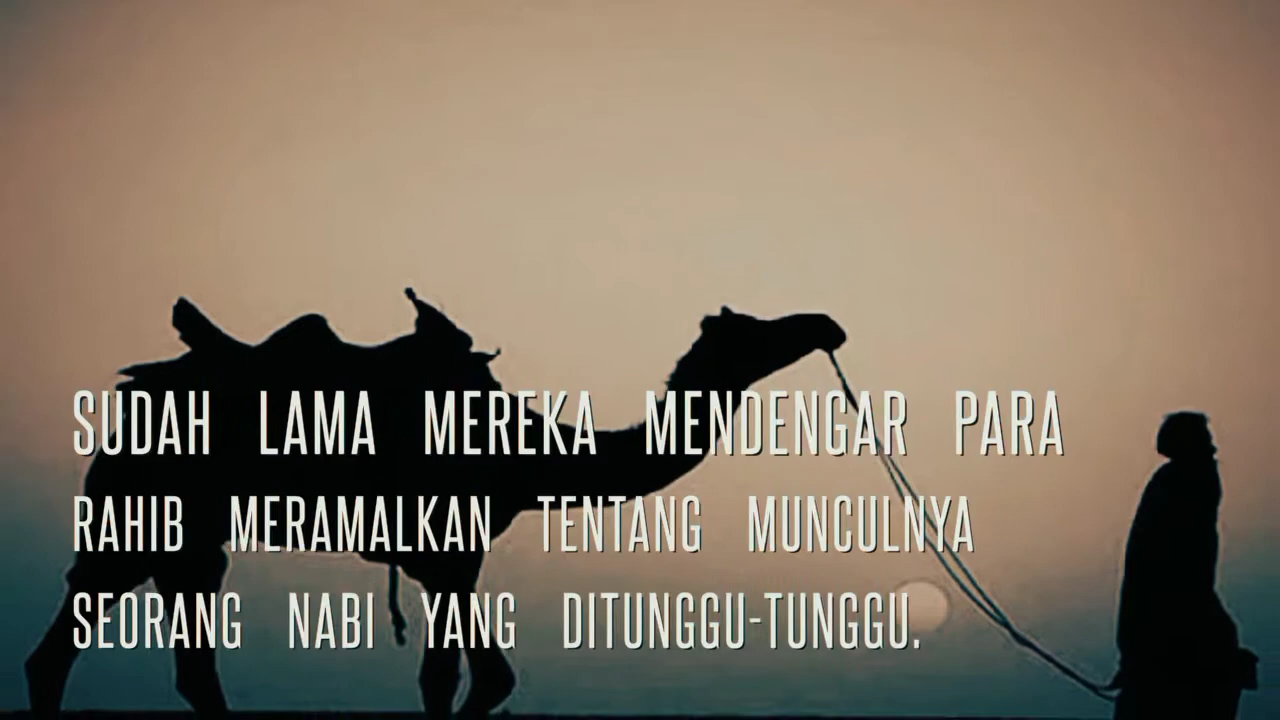 SUDAH LAMA MEREKA MENDENGAR PARA
RAHIB MERAMALKAN TENTANG MUNCULNYA
SEORANG NABI YANG DITUNGGU-TUNGGU.